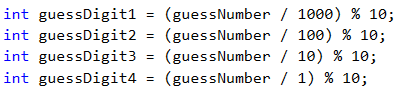 int guessDigit1 = (guessNumber / 1000) % 10;
int guessDigit2 = (guessNumber / 100) % 10;
int guessDigit3 = (guessNumber / 10) % 10;
int guessDigit4 = (guessNumber / 1) % 10;